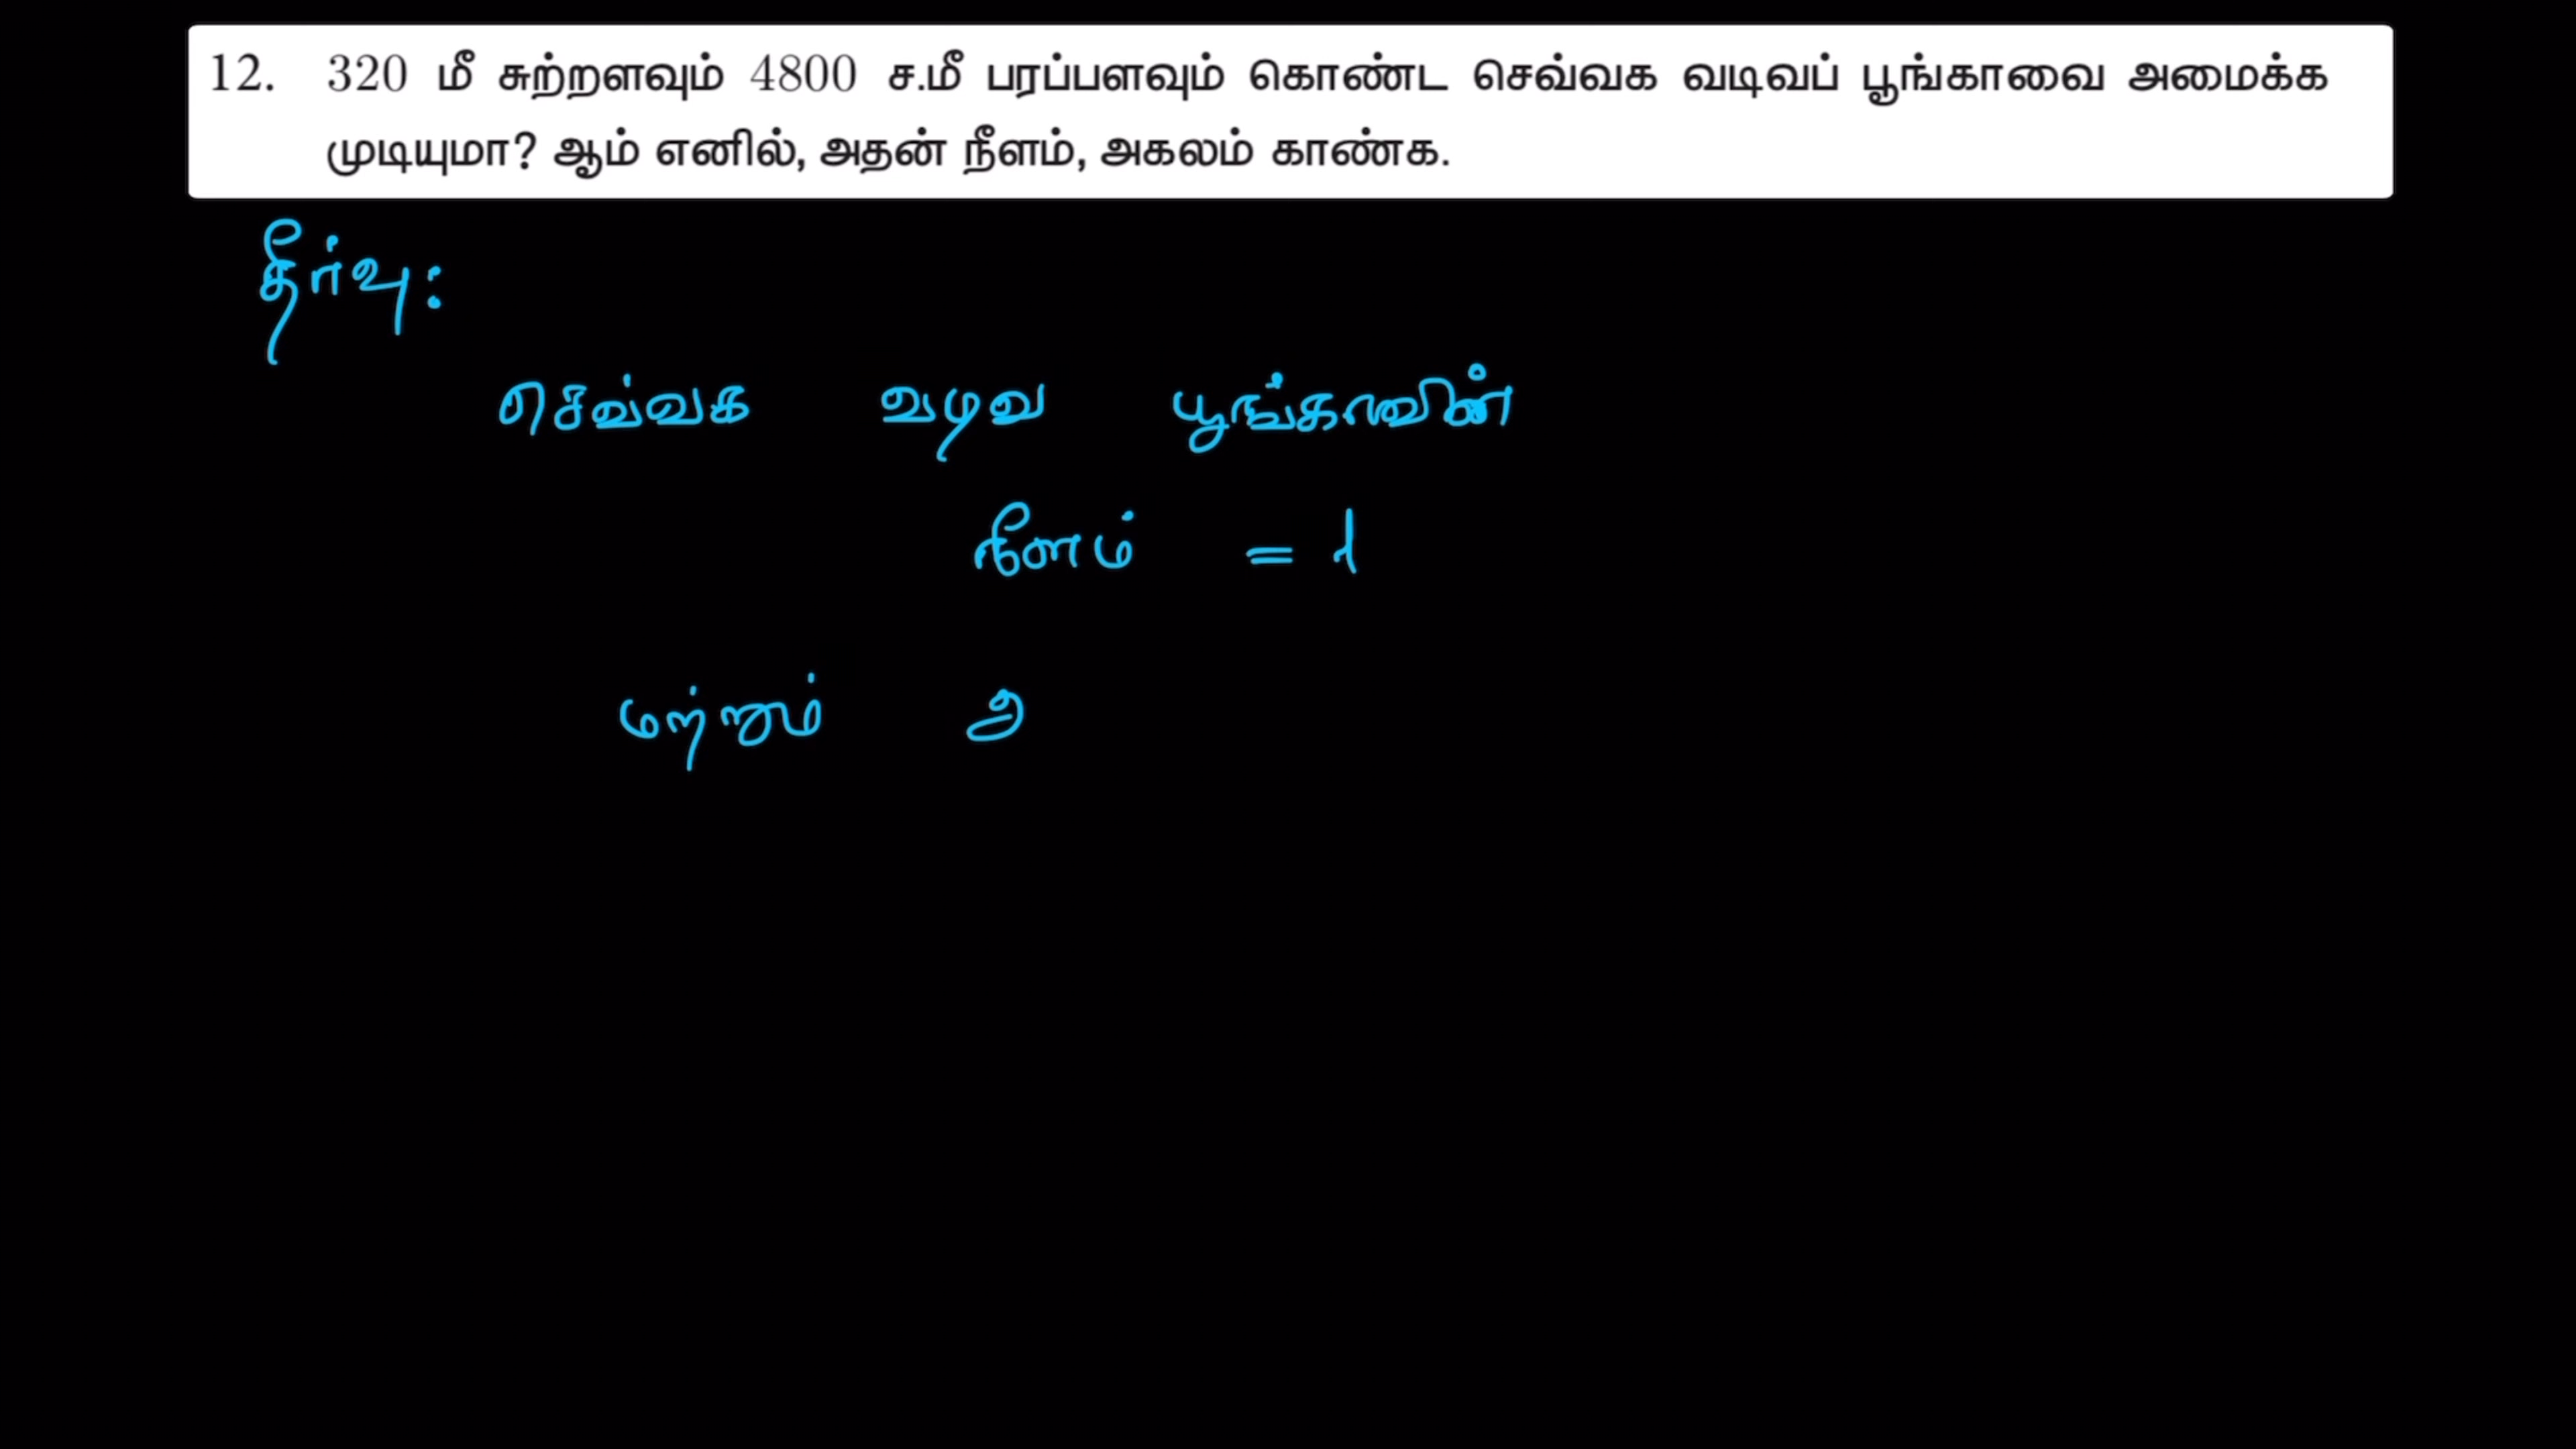 12. 320 மீ சுற்றளவும் 4800 ச.மீ பரப்பளவும் கொண்ட செவ்வக வடிவப் பூங்காவை அமைக்க
முடியுமா? ஆம் எனில், அதன் நீளம், அகலம் காண்க.
தீர்வு:
செவ்வக வடிவ பூங்காவின்
நீளம் = l
மற்றும் அ